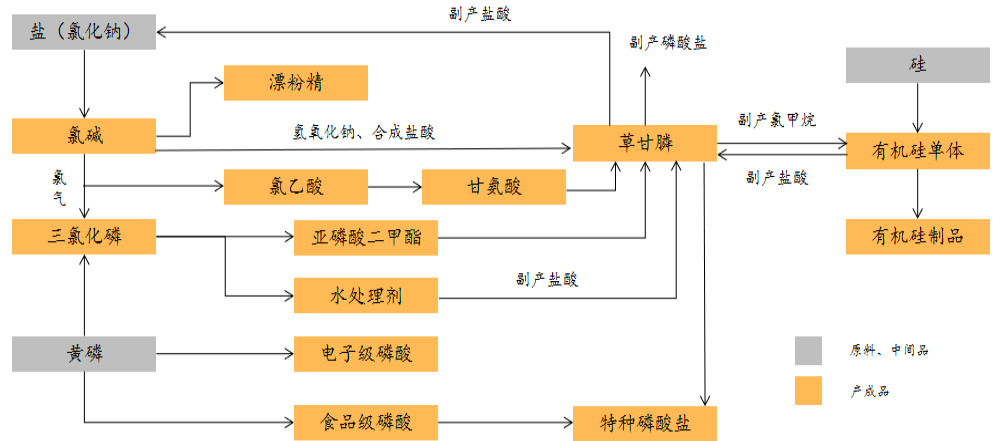 副产盐酸
盐（氯化钠）
副产磷酸盐
硅
漂粉精
氯碱
氢氧化钠、合成盐酸
草甘膦
副产氯甲烷
有机硅单体
副产盐酸
氯气
氯乙酸
甘氨酸
三氯化磷
亚磷酸二甲酯
有机硅制品
副产盐酸
水处理剂
黄磷
电子级磷酸
原料、中间品
产成品
食品级磷酸
特种磷酸盐